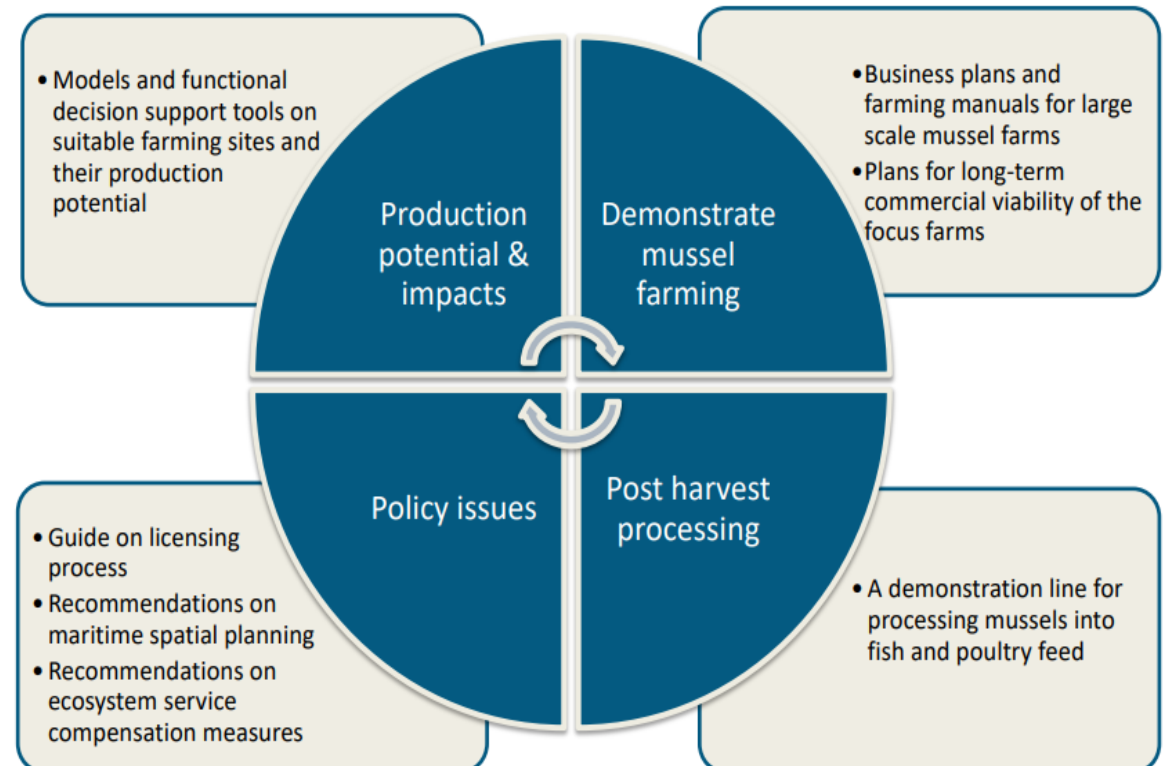 • Models and functional
decision support tools on
suitable farming sites and
their production
potential
Production
potential &
impacts
Demonstrate
mussel
farming
•Business plans and
farming manuals for large
scale mussel farms
•Plans for long-term
commercial viability of the
focus farms
• Guide on licensing
process
• Recommendations on
maritime spatial planning
• Recommendations on
ecosystem service
compensation measures
Policy issues
Post harvest
processing
• A demonstration line for
processing mussels into
fish and poultry feed